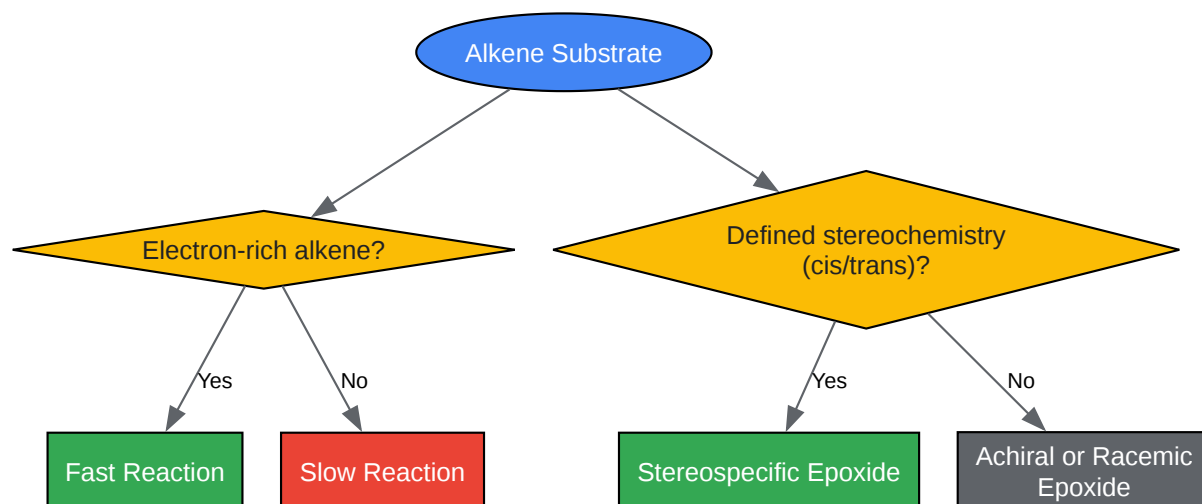 Alkene Substrate
Electron-rich alkene?
Defined stereochemistry
(cis/trans)?
Yes
No
Yes
No
Fast Reaction
Slow Reaction
Stereospecific Epoxide
Achiral or Racemic
Epoxide